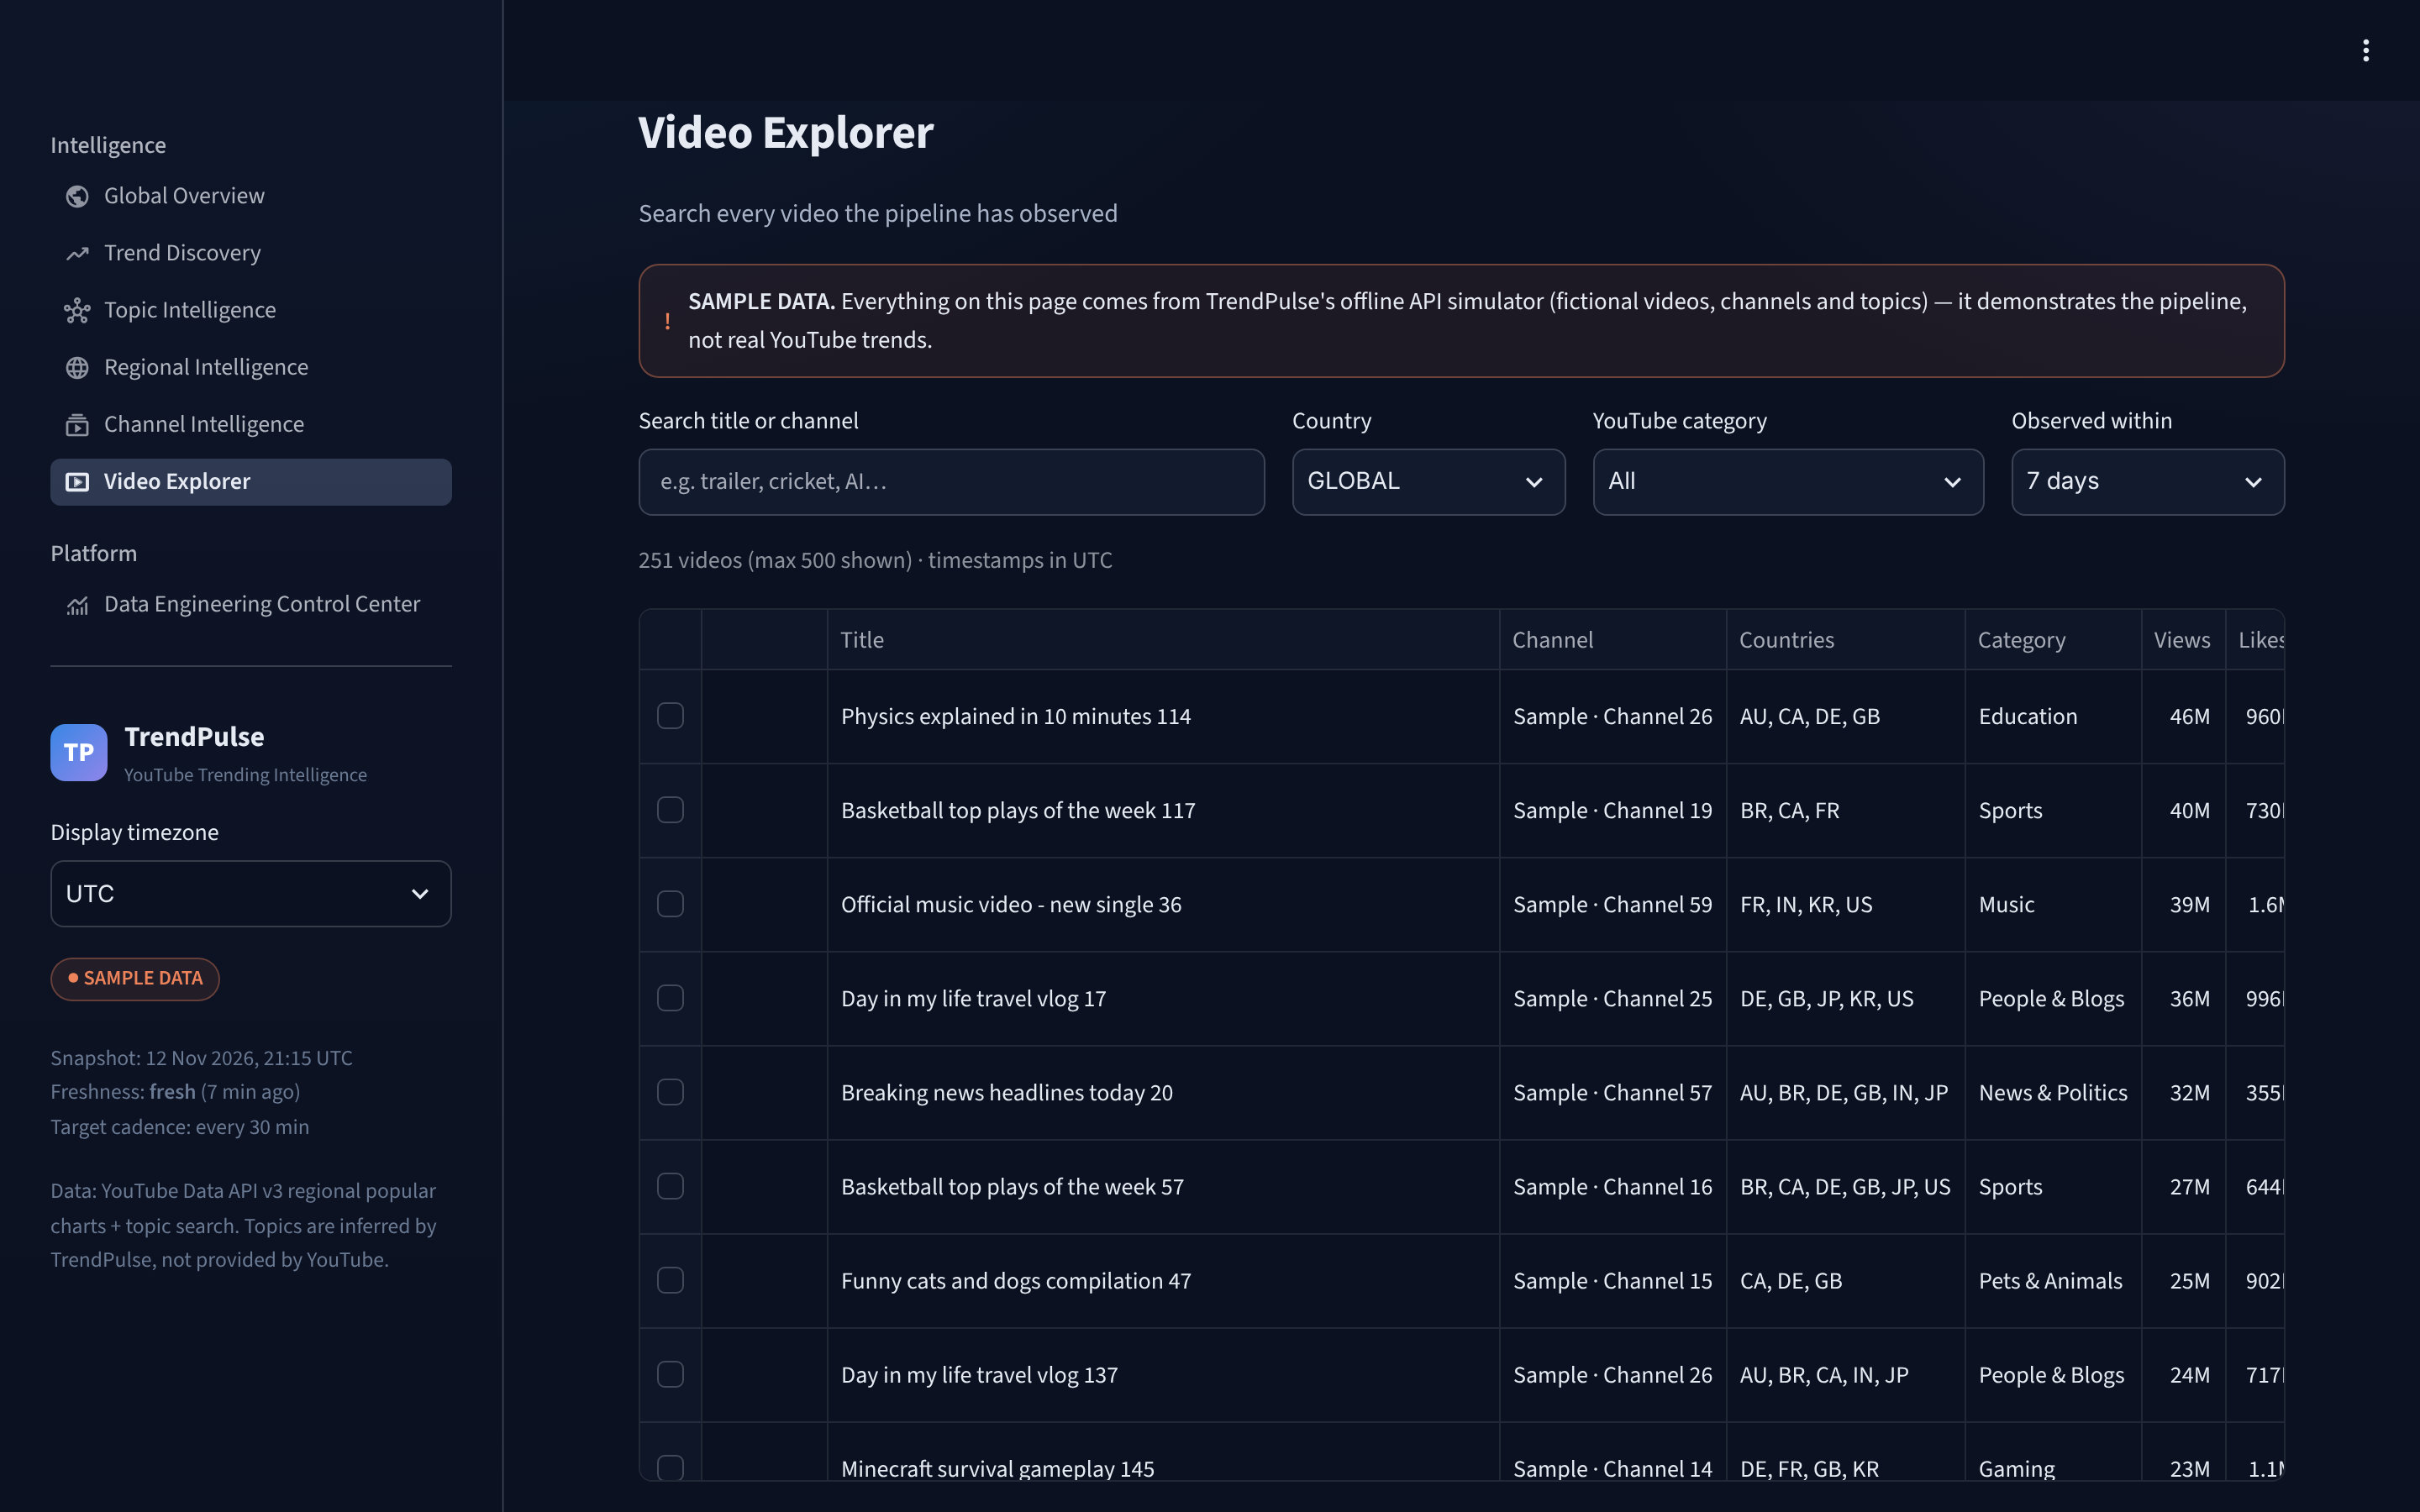 Intelligence
Global Overview
Trend Discovery
Topic Intelligence
Regional Intelligence
Channel Intelligence
Video Explorer
Platform
Data Engineering Control Center
TP
TrendPulse
YouTube Trending Intelligence
Display timezone
UTC
SAMPLE DATA
Snapshot: 12 Nov 2026, 21:15 UTC
Freshness: fresh (7 min ago)
Target cadence: every 30 min
Data: YouTube Data API v3 regional popular
charts + topic search. Topics are inferred by
TrendPulse, not provided by YouTube.
Video Explorer
Search every video the pipeline has observed
! SAMPLE DATA. Everything on this page comes from TrendPulse's offline API simulator (fictional videos, channels and topics) — it demonstrates the pipeline,
not real YouTube trends.
Search title or channel Country YouTube category Observed within
e.g. trailer, cricket, AI… GLOBAL All 7 days
251 videos (max 500 shown) · timestamps in UTC
Title Channel Countries Category Views Likes
Physics explained in 10 minutes 114 Sample · Channel 26 AU, CA, DE, GB Education 46M 960
Basketball top plays of the week 117 Sample · Channel 19 BR, CA, FR Sports 40M 730
Official music video - new single 36 Sample · Channel 59 FR, IN, KR, US Music 39M 1.6M
Day in my life travel vlog 17 Sample · Channel 25 DE, GB, JP, KR, US People & Blogs 36M 996
Breaking news headlines today 20 Sample · Channel 57 AU, BR, DE, GB, IN, JP News & Politics 32M 355
Basketball top plays of the week 57 Sample · Channel 16 BR, CA, DE, GB, JP, US Sports 27M 644
Funny cats and dogs compilation 47 Sample · Channel 15 CA, DE, GB Pets & Animals 25M 902
Day in my life travel vlog 137 Sample · Channel 26 AU, BR, CA, IN, JP People & Blogs 24M 717
Minecraft survival gameplay 145 Sample · Channel 14 DE, FR, GB, KR Gaming 23M 1.1M